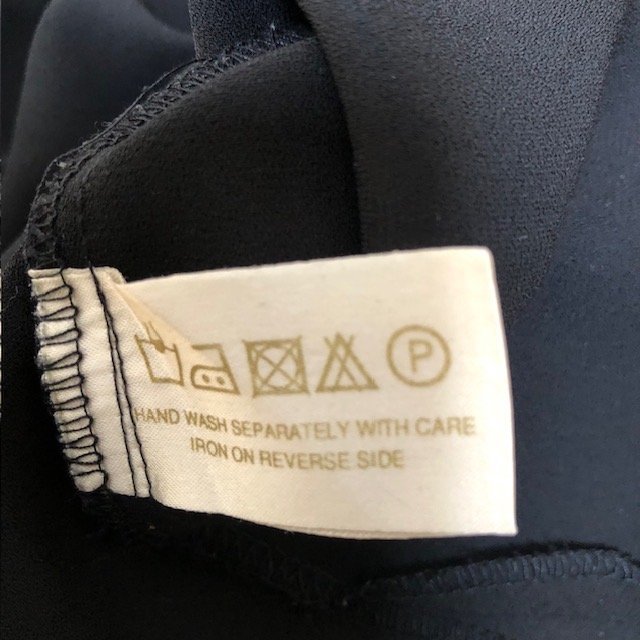 P
HAND WASH SEPARATELY WITH CARE
IRON ON REVERSE SIDE